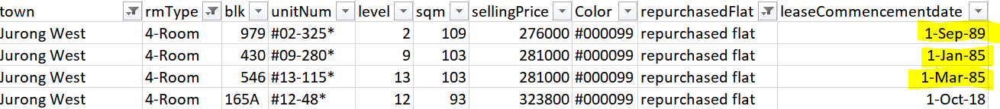 town rmType blk unitNum level sqm sellingPrice Color repurchasedFlat leaseCommencementdate
Jurong West 4-Room 979 #02-325* 2 109 276000 #000099 repurchased flat 1-Sep-89
Jurong West 4-Room 430 #09-280* 9 103 281000 #000099 repurchased flat 1-Jan-85
Jurong West 4-Room 546 #13-115* 13 103 281000 #000099 repurchased flat 1-Mar-85
Jurong West 4-Room 165A #12-48* 12 93 323800 #000099 repurchased flat 1-Oct-18